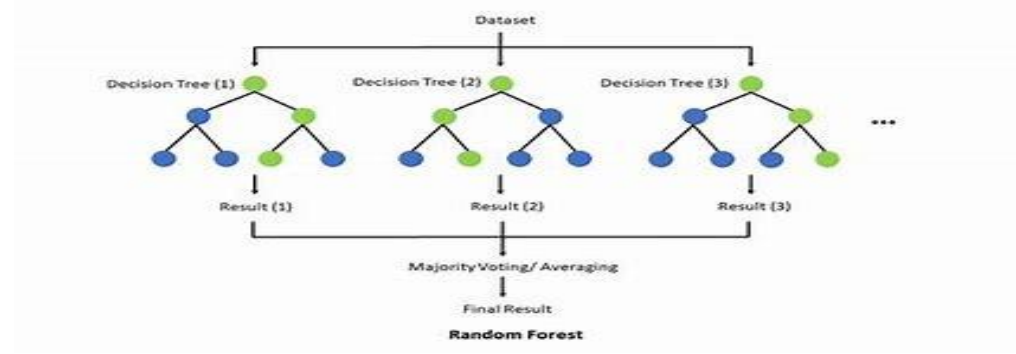 Dataset
Decision Tree (1)
Decision Tree (2)
Decision Tree (3)
...
Result (1)
Result (2)
Result (3)
Majority Voting/ Averaging
Final Result
Random Forest